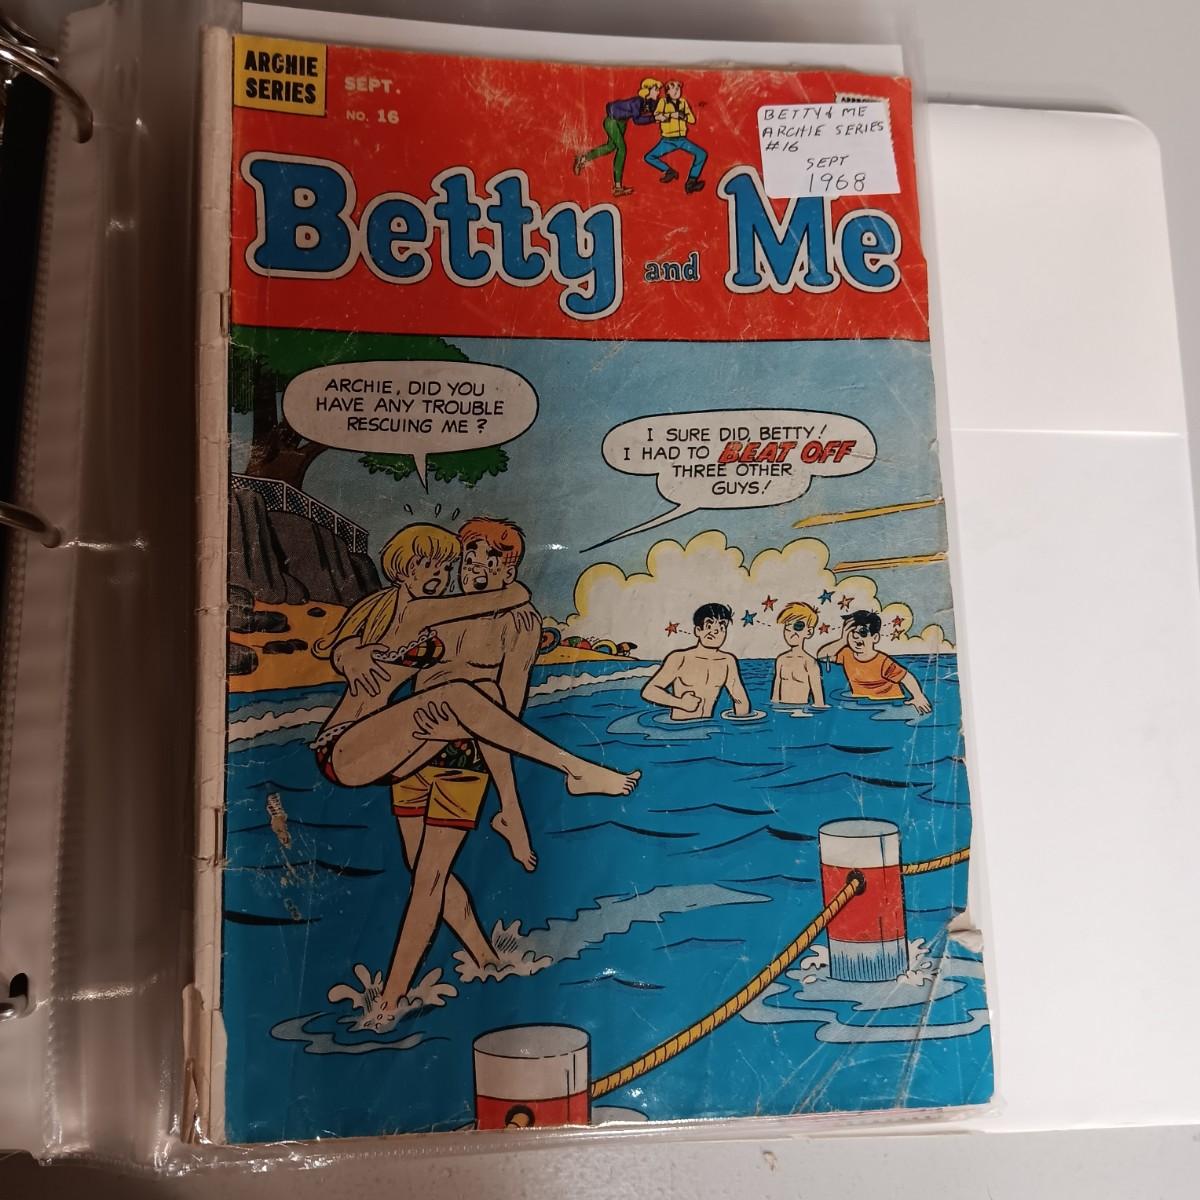 ARCHIE
SERIES
SEPT.
NO. 16
BETTY & ME
ARCHIE SERIES
#16
SEPT
1968
Betty and Me
ARCHIE, DID YOU
HAVE ANY TROUBLE
RESCUING ME?
I SURE DID, BETTY!
I HAD TO BEAT OFF
THREE OTHER
GUYS!